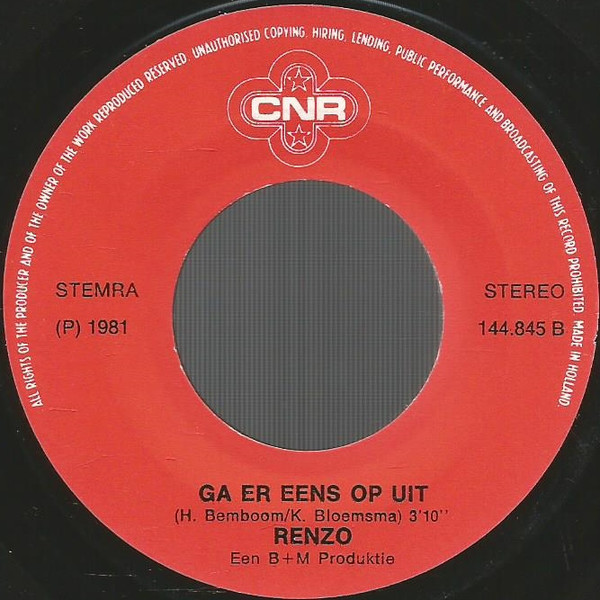 ALL RIGHTS OF THE PRODUCER AND OF THE OWNER OF THE WORK REPRODUCED RESERVED. UNAUTHORISED COPYING, HIRING, LENDING, PUBLIC PERFORMANCE AND BROADCASTING OF THIS RECORD PROHIBITED. MADE IN HOLLAND.
CNR
STEMRA
(P) 1981
STEREO
144.845 B
GA ER EENS OP UIT
(H. Bemboom/K. Bloemsma) 3'10''
RENZO
Een B+M Produktie